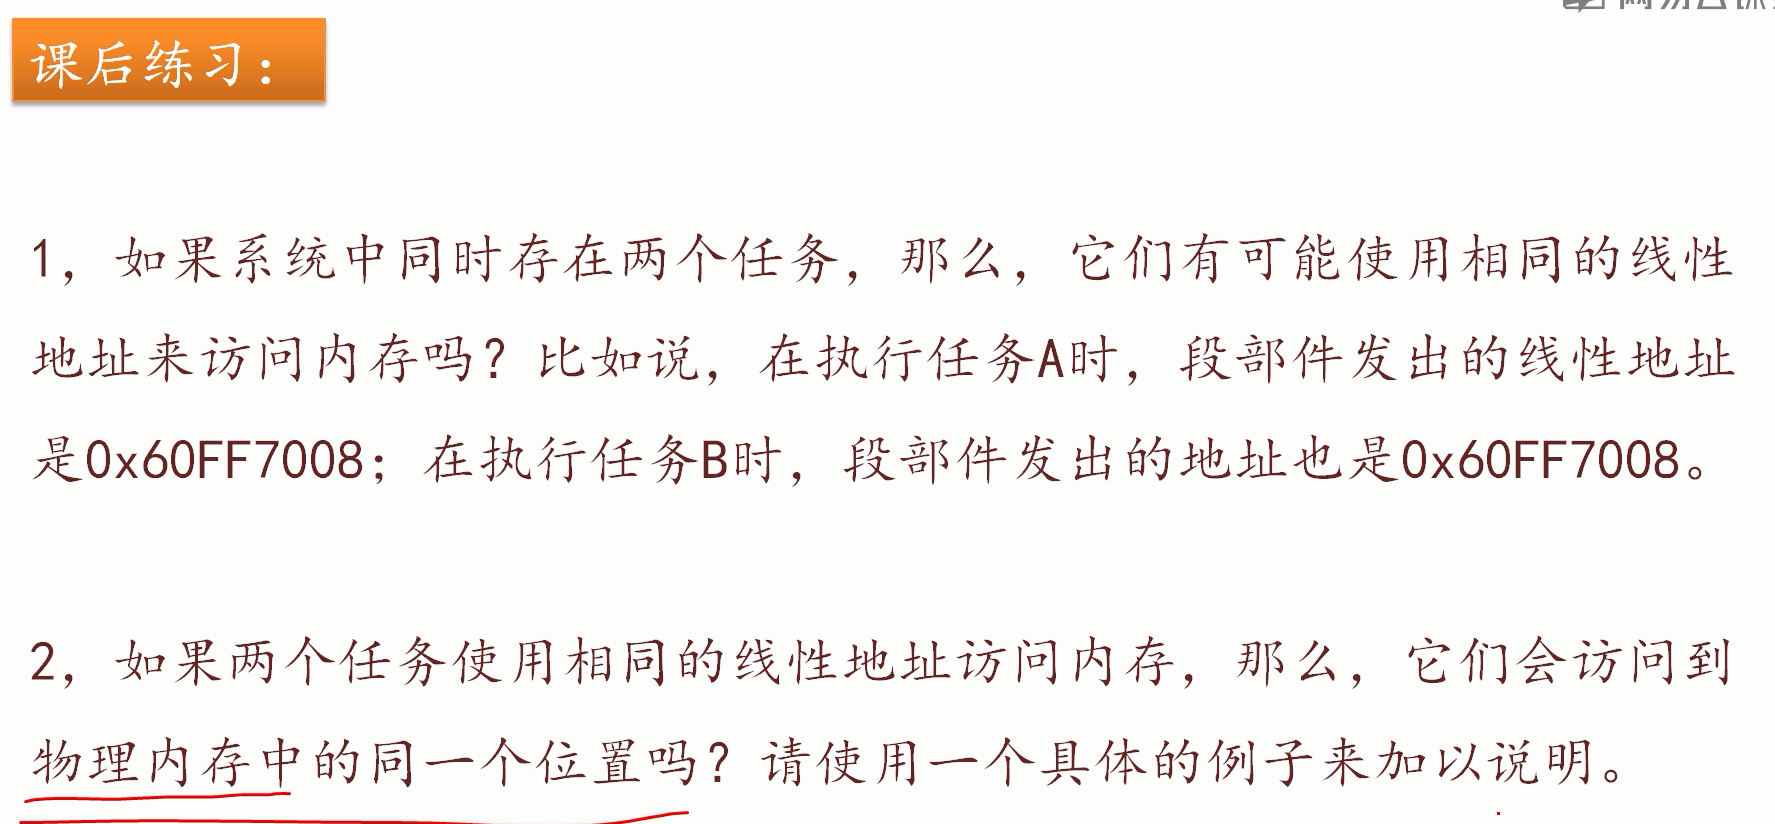 课后练习：
1，如果系统中同时存在两个任务，那么，它们有可能使用相同的线性
地址来访问内存吗？比如说，在执行任务A时，段部件发出的线性地址
是0x60FF7008；在执行任务B时，段部件发出的地址也是0x60FF7008。
2，如果两个任务使用相同的线性地址访问内存，那么，它们会访问到
物理内存中的同一个位置吗？请使用一个具体的例子来加以说明。